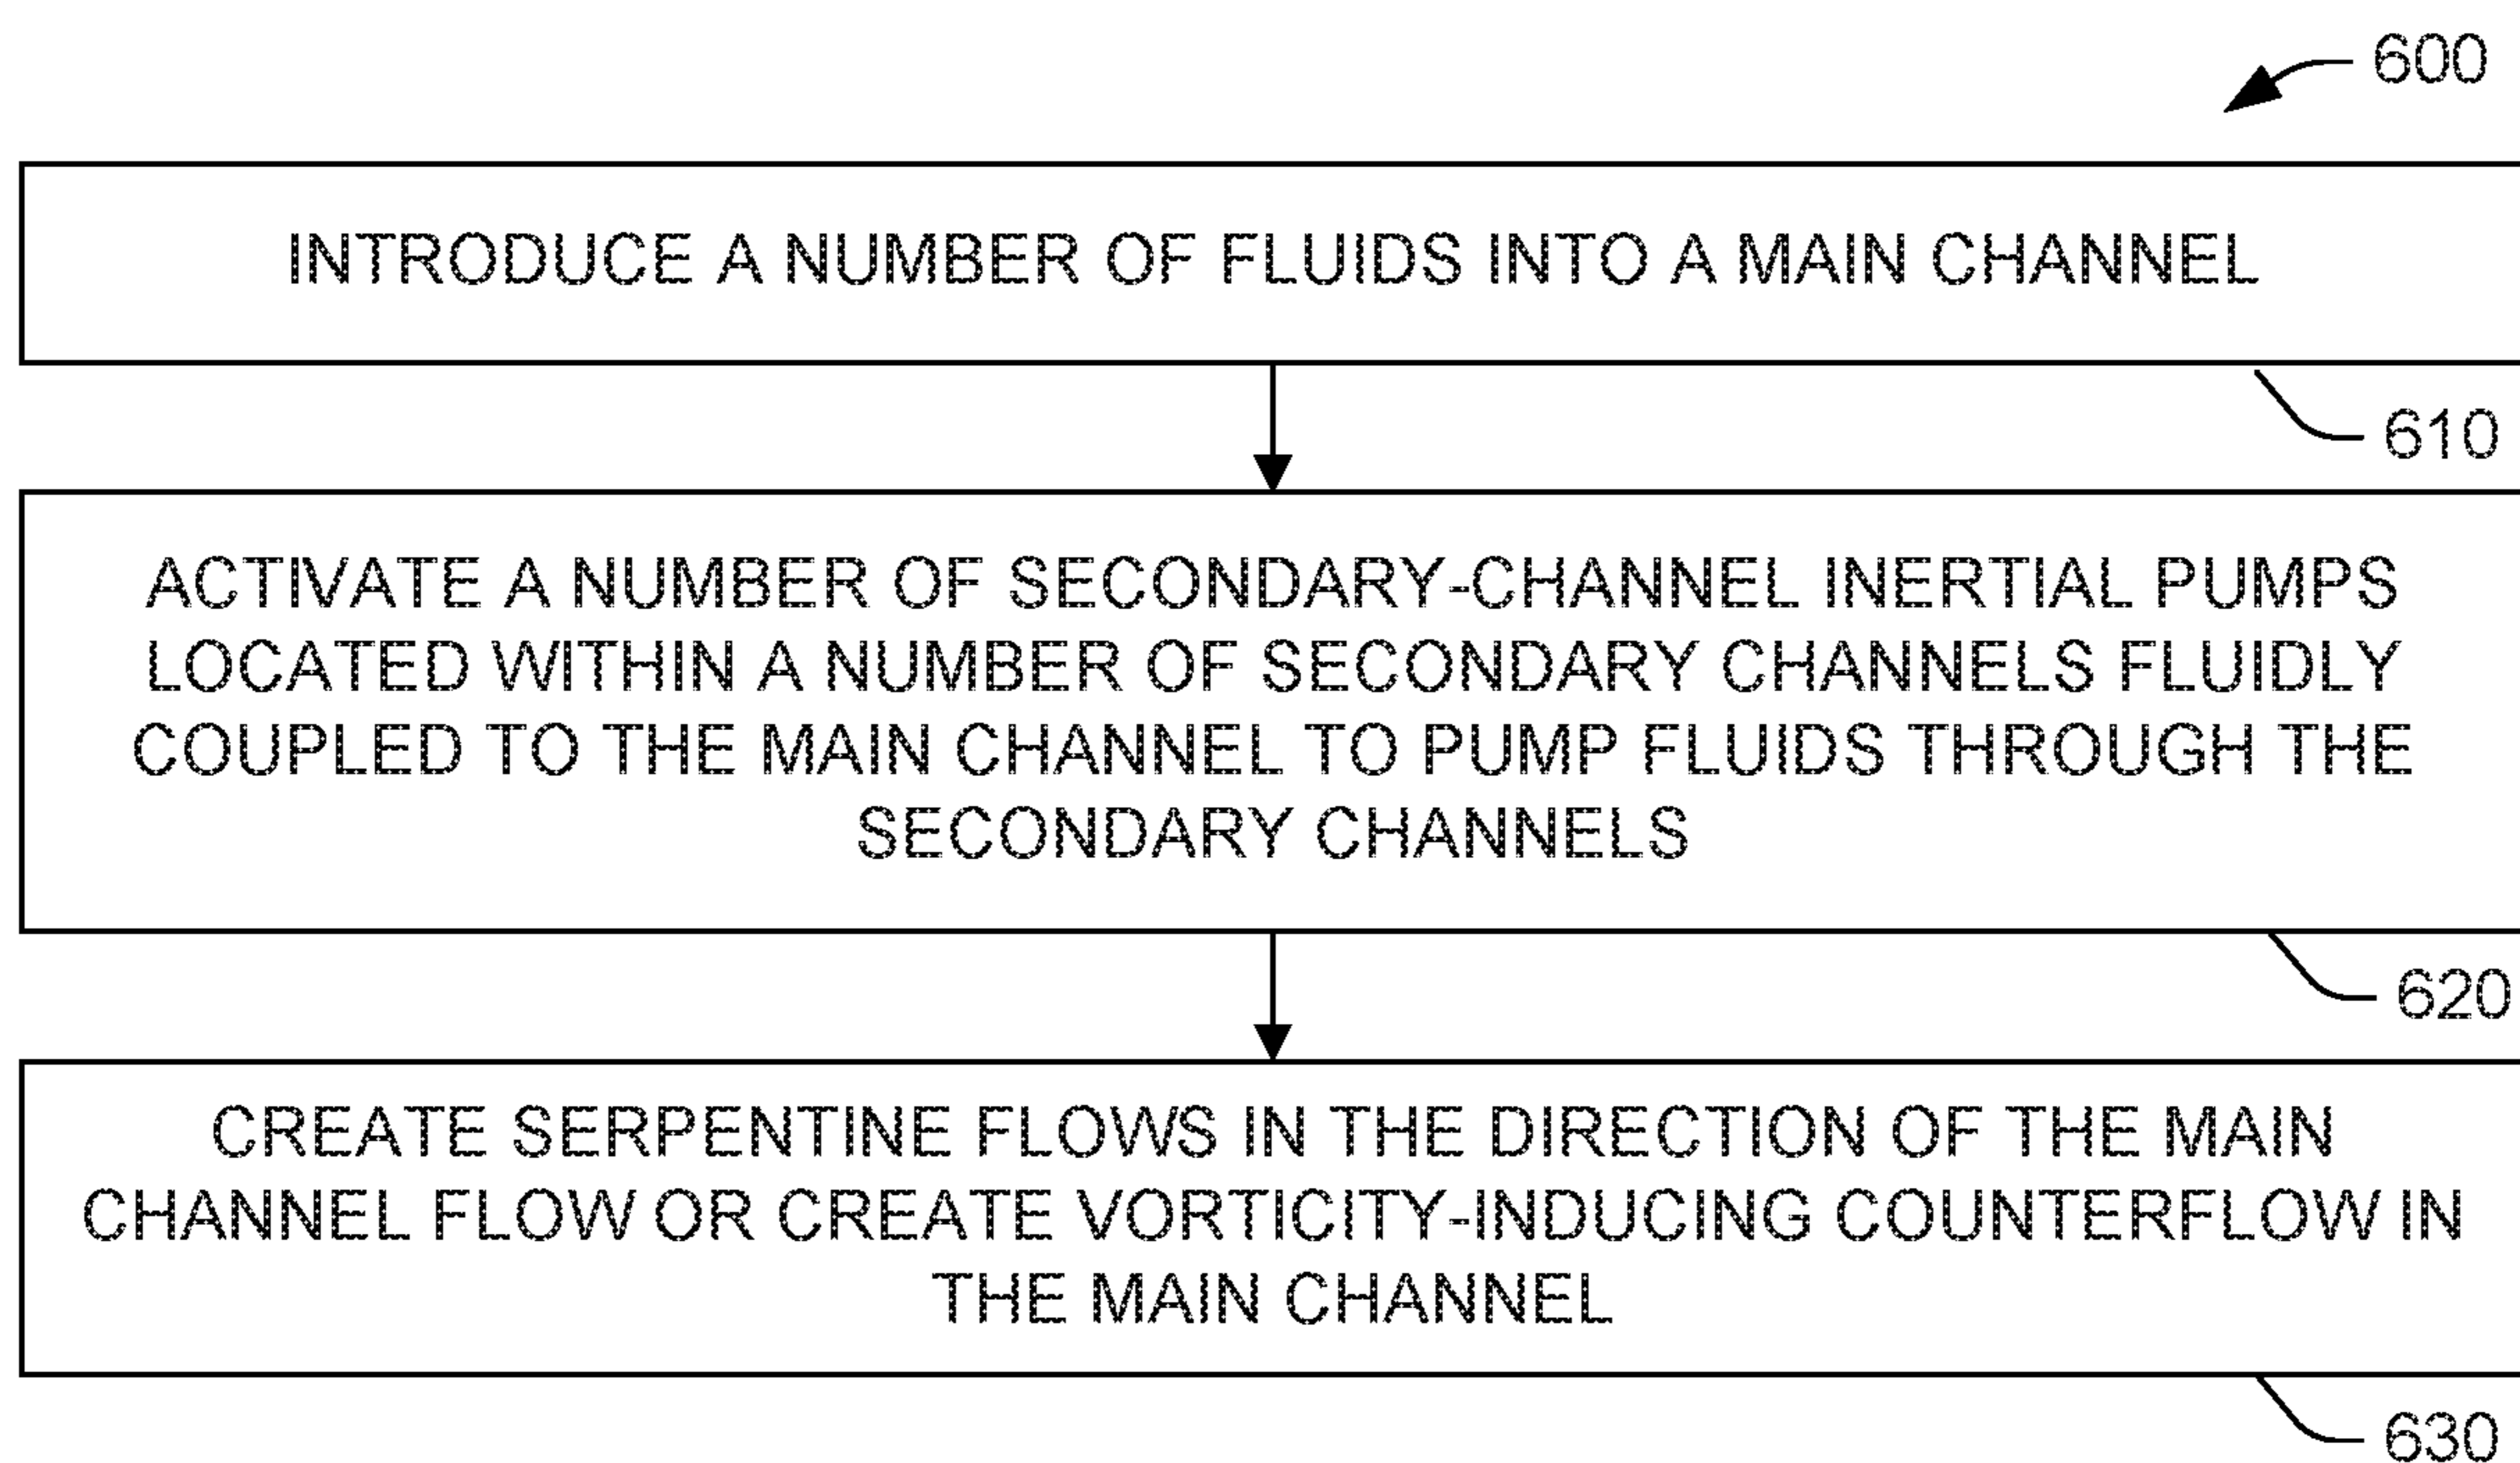 600
INTRODUCE A NUMBER OF FLUIDS INTO A MAIN CHANNEL
610
ACTIVATE A NUMBER OF SECONDARY-CHANNEL INERTIAL PUMPS
LOCATED WITHIN A NUMBER OF SECONDARY CHANNELS FLUIDLY
COUPLED TO THE MAIN CHANNEL TO PUMP FLUIDS THROUGH THE
SECONDARY CHANNELS
620
CREATE SERPENTINE FLOWS IN THE DIRECTION OF THE MAIN
CHANNEL FLOW OR CREATE VORTICITY-INDUCING COUNTERFLOW IN
THE MAIN CHANNEL
630